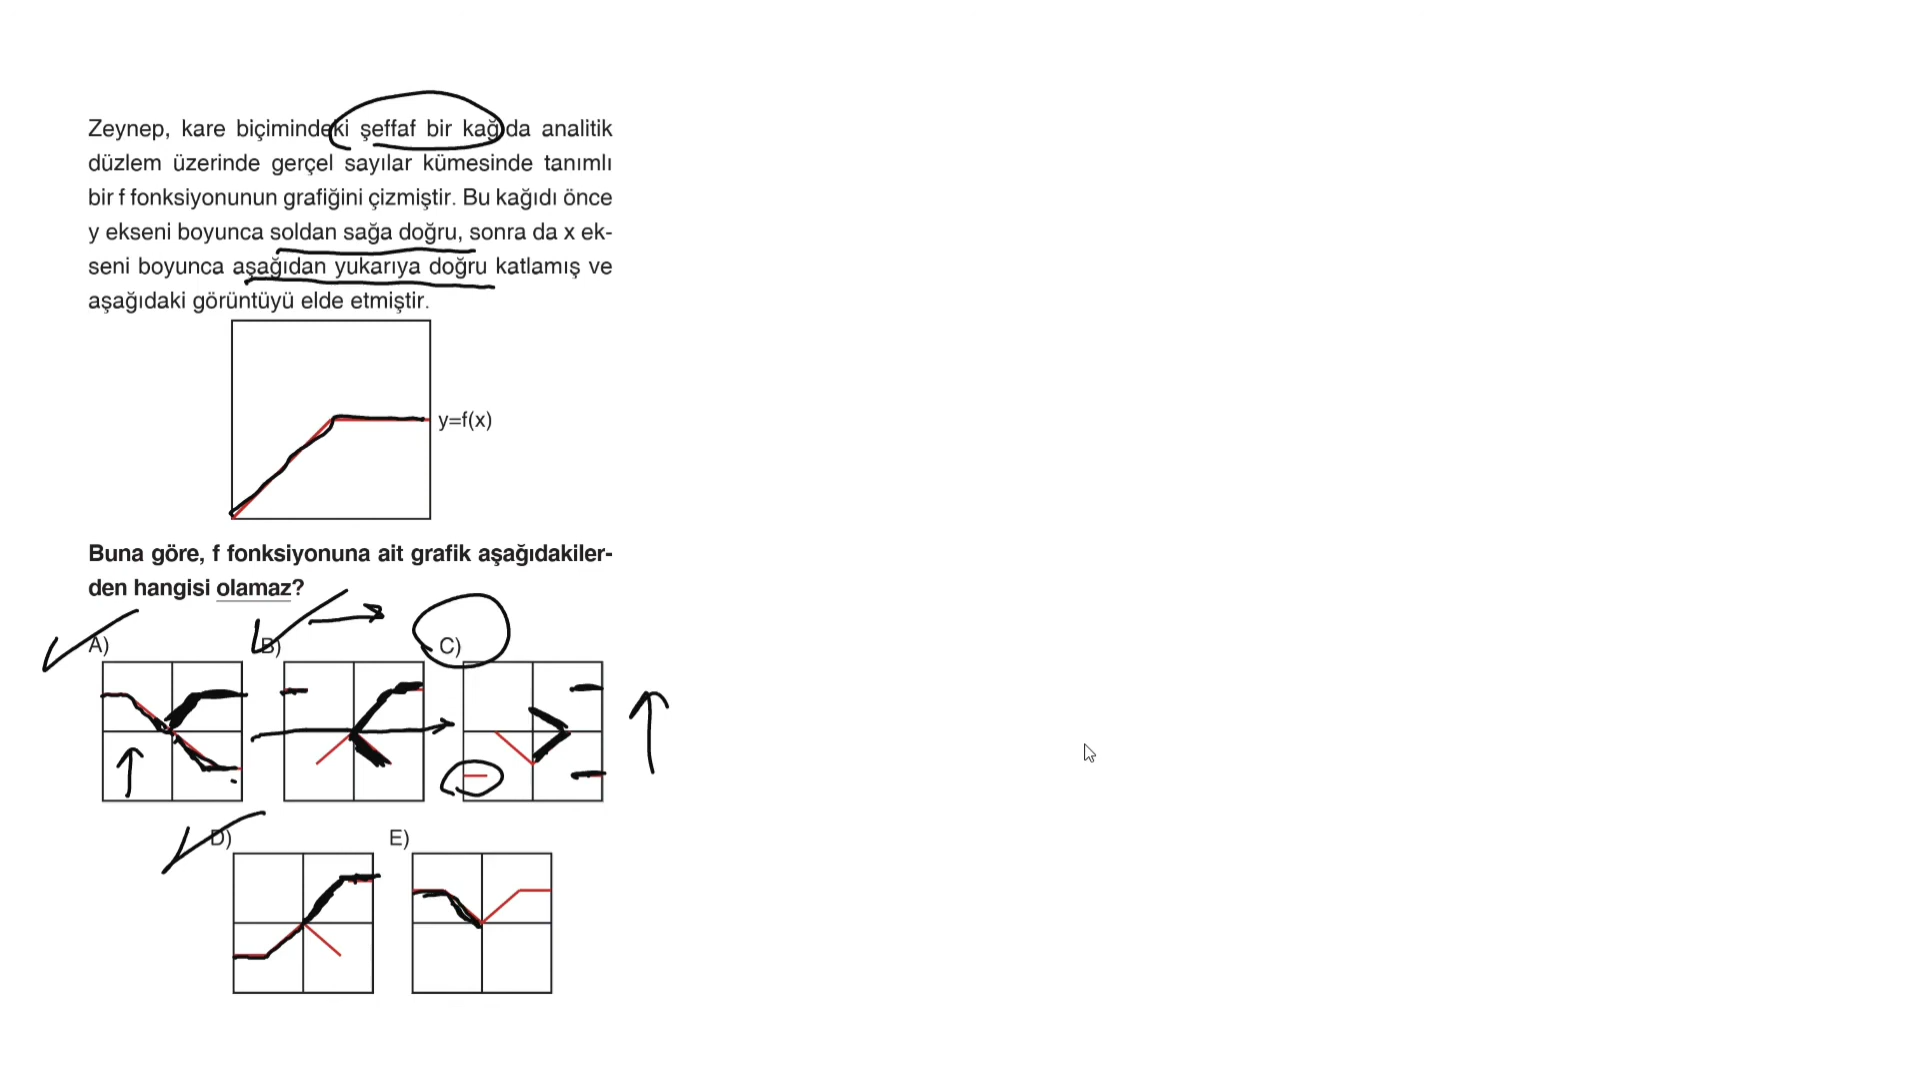 Zeynep, kare biçimindeki şeffaf bir kağıda analitik
düzlem üzerinde gerçel sayılar kümesinde tanımlı
bir f fonksiyonunun grafiğini çizmiştir. Bu kağıdı önce
y ekseni boyunca soldan sağa doğru, sonra da x ek-
seni boyunca aşağıdan yukarıya doğru katlamış ve
aşağıdaki görüntüyü elde etmiştir.
y=f(x)
Buna göre, f fonksiyonuna ait grafik aşağıdakiler-
den hangisi olamaz?
A) B) C)
D) E)